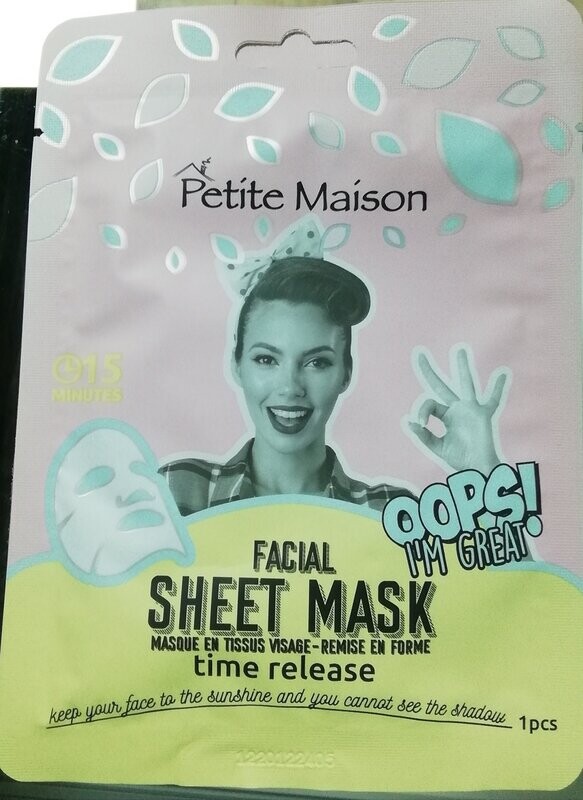 Petite Maison
15
MINUTES
OOPS!
I'M GREAT
FACIAL
SHEET MASK
MASQUE EN TISSUS VISAGE-REMISE EN FORME
time release
keep your face to the sunshine and you cannot see the shadow
1pcs